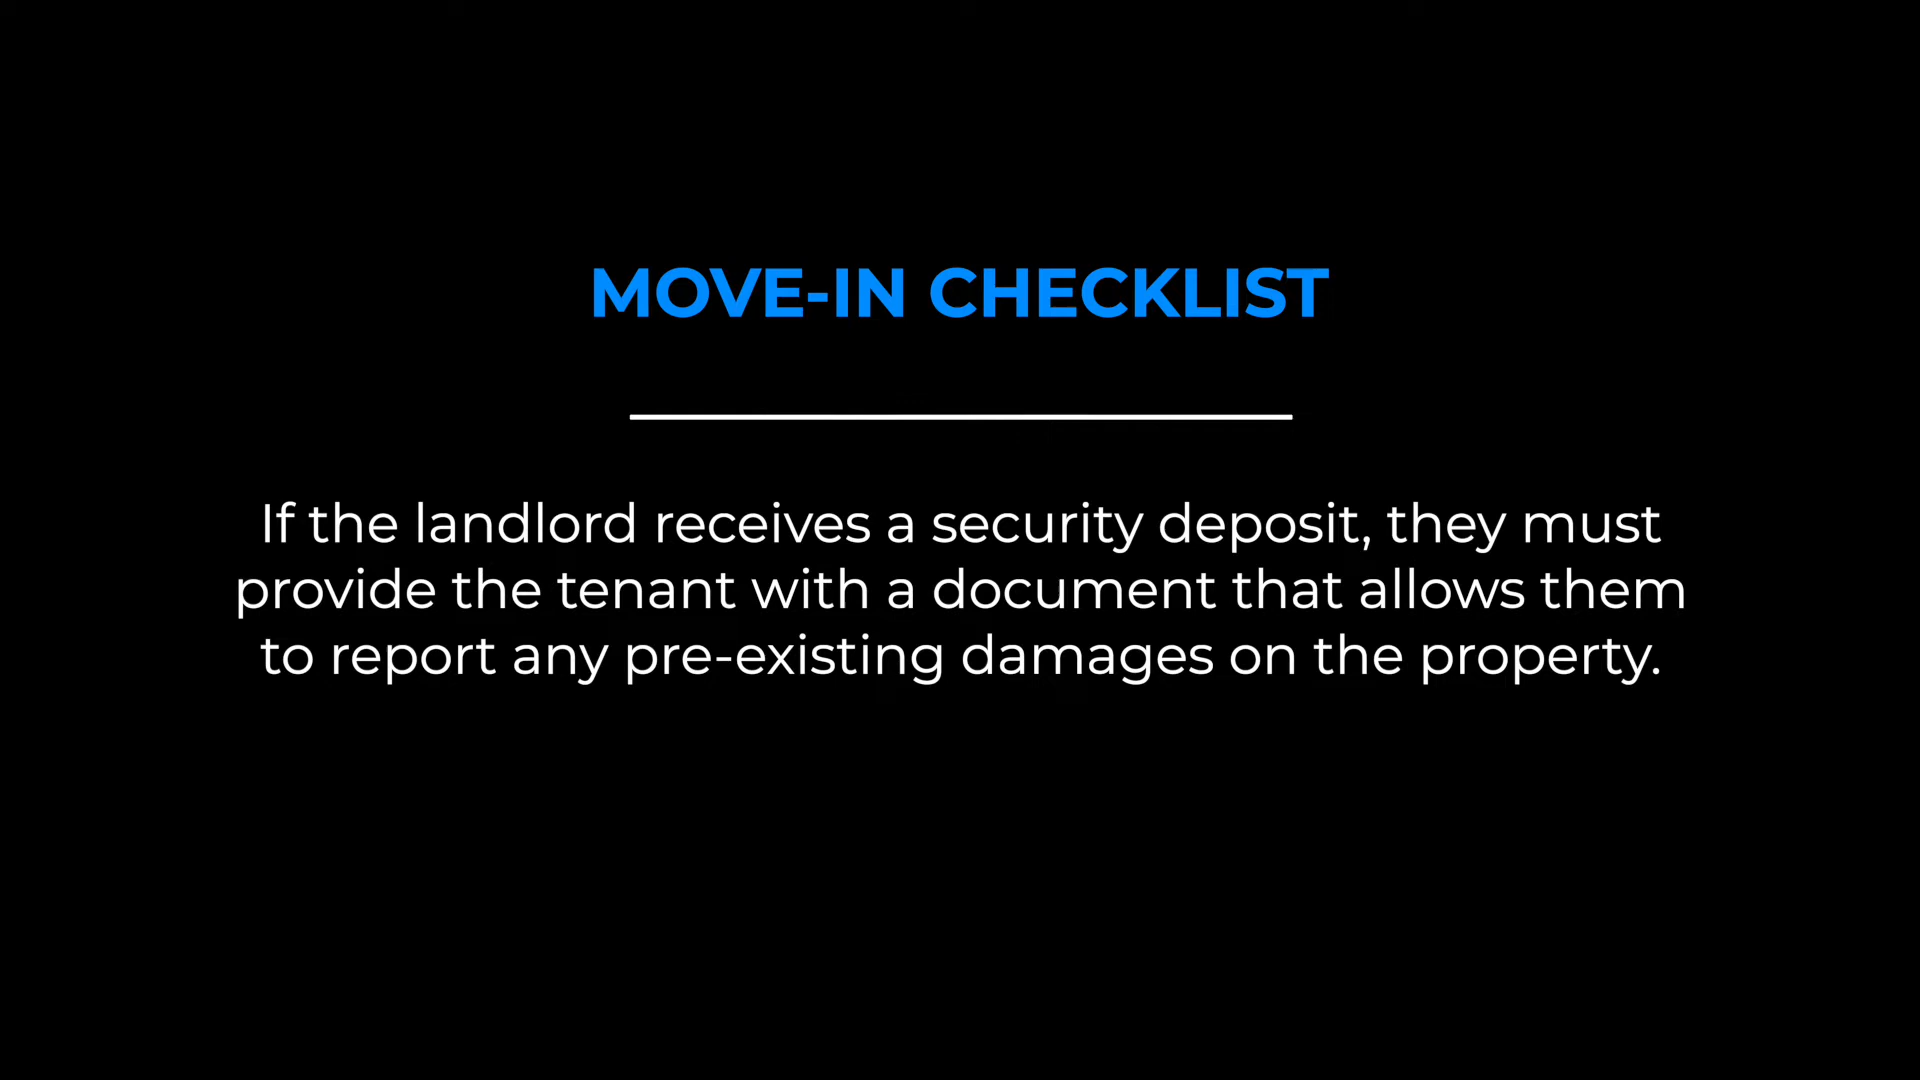 MOVE-IN CHECKLIST
If the landlord receives a security deposit, they must
provide the tenant with a document that allows them
to report any pre-existing damages on the property.